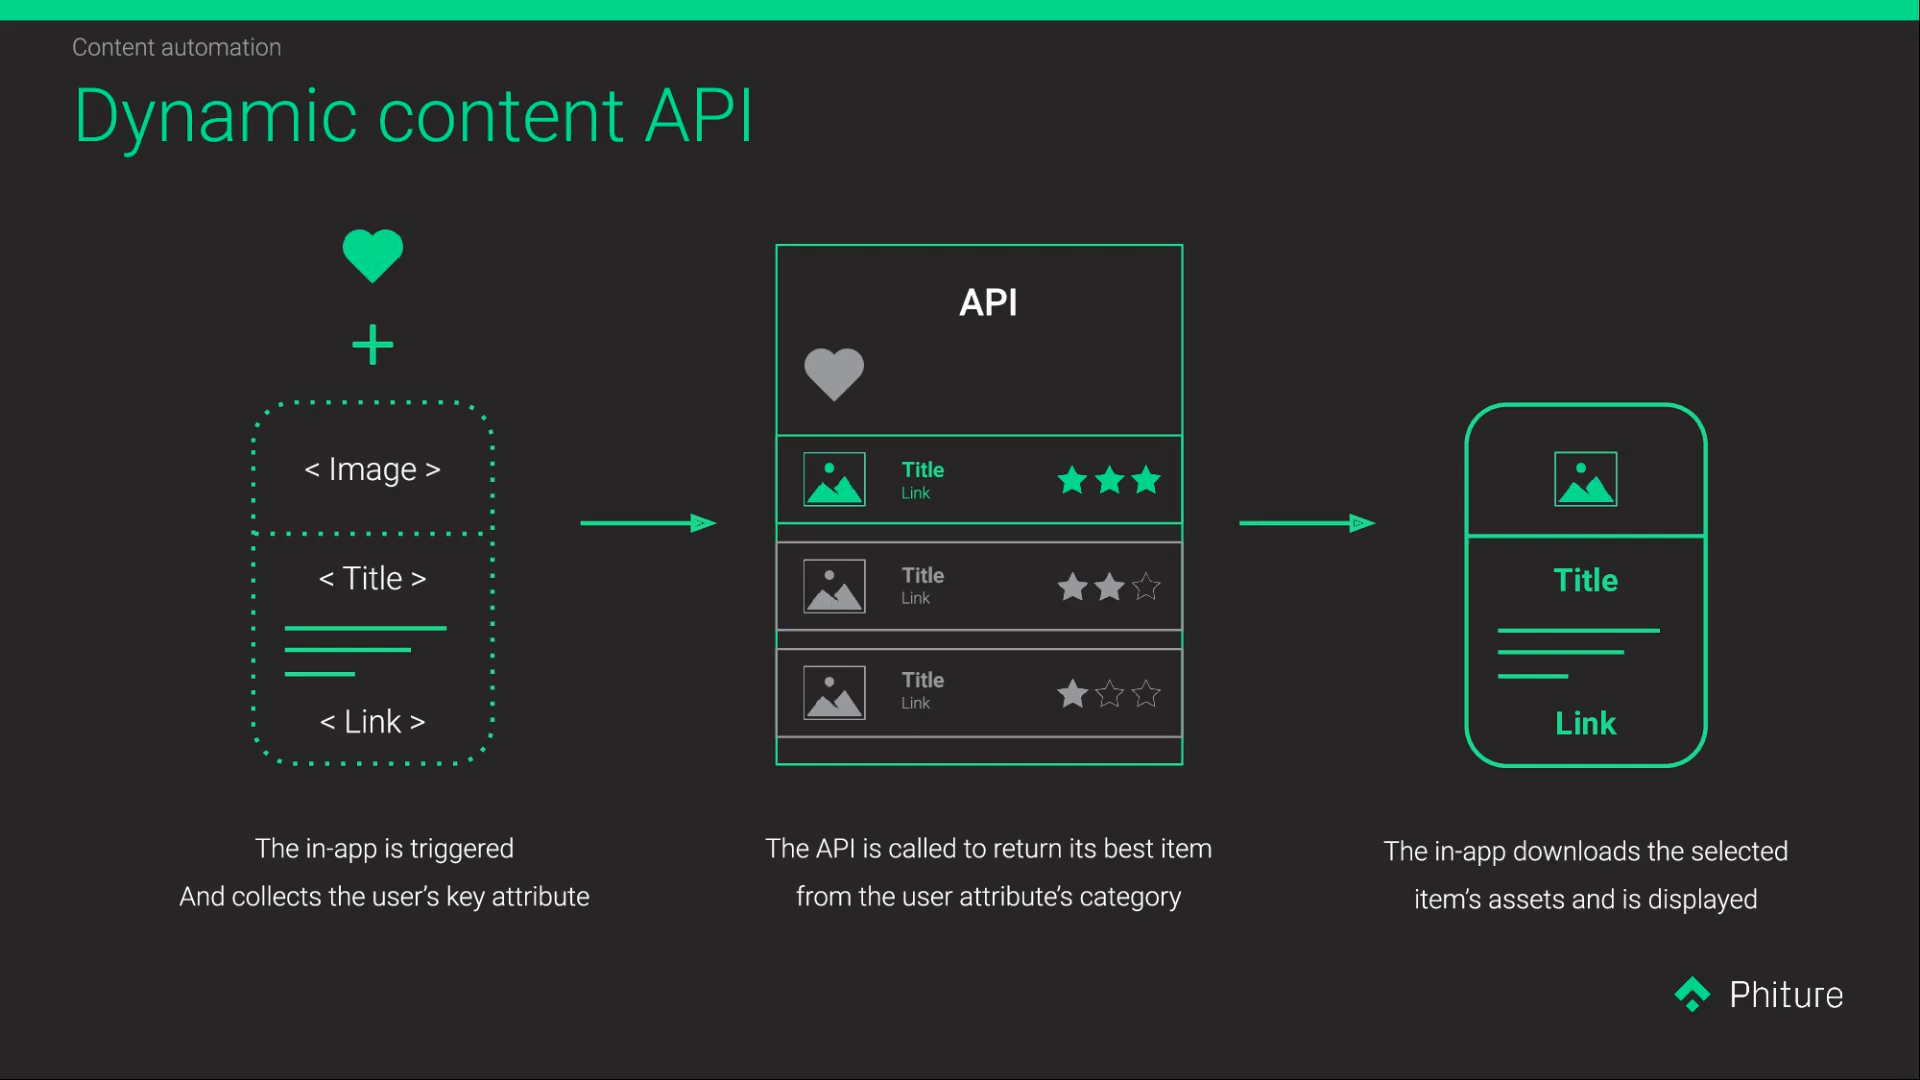 Content automation
Dynamic content API
< Image >
< Title >
< Link >
The in-app is triggered
And collects the user's key attribute
API
Title
Link
Title
Link
Title
Link
The API is called to return its best item
from the user attribute's category
Title
Link
The in-app downloads the selected
item's assets and is displayed
Phiture